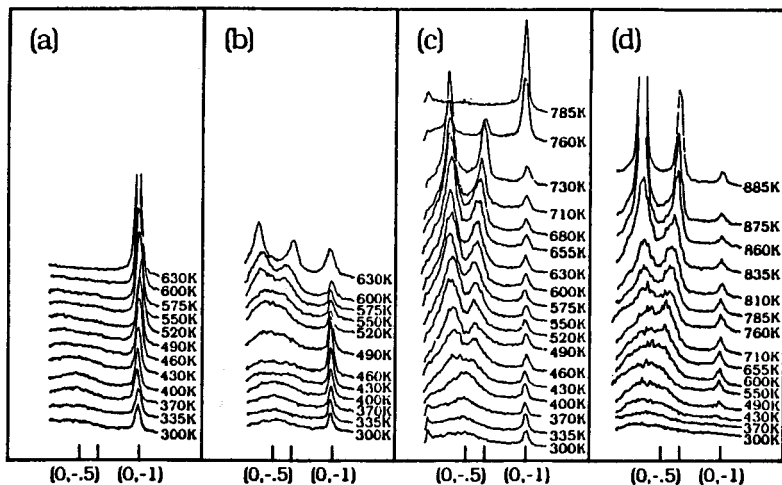 (a)
630K
600K
575K
550K
520K
490K
460K
430K
400K
370K
335K
300K
(0,-.5)
(0,-1)
(b)
630K
600K
575K
550K
520K
490K
460K
430K
400K
370K
335K
300K
(0,-.5)
(0,-1)
(c)
785K
760K
730K
710K
680K
655K
630K
600K
575K
550K
520K
490K
460K
430K
400K
370K
335K
300K
(0,-.5)
(0,-1)
(d)
885K
875K
860K
835K
810K
785K
760K
710K
655K
600K
550K
490K
430K
370K
300K
(0,-.5)
(0,-1)